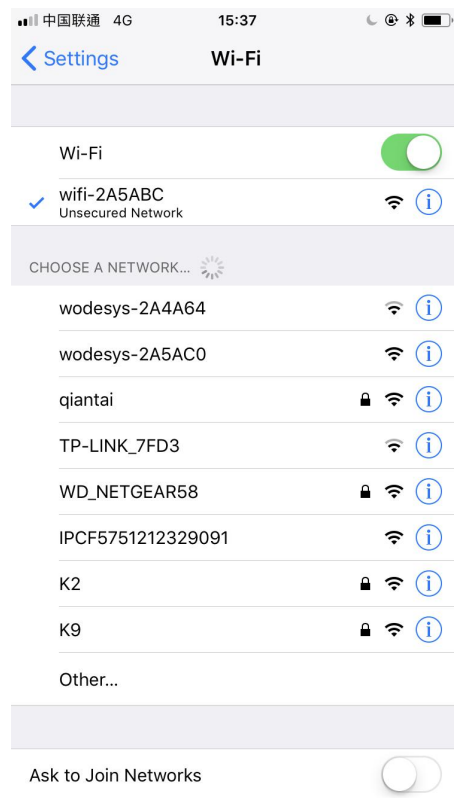 中国联通 4G 15:37
Settings Wi-Fi
Wi-Fi
wifi-2A5ABC
Unsecured Network
CHOOSE A NETWORK...
wodesys-2A4A64
wodesys-2A5AC0
qiantai
TP-LINK_7FD3
WD_NETGEAR58
IPCF5751212329091
K2
K9
Other...
Ask to Join Networks